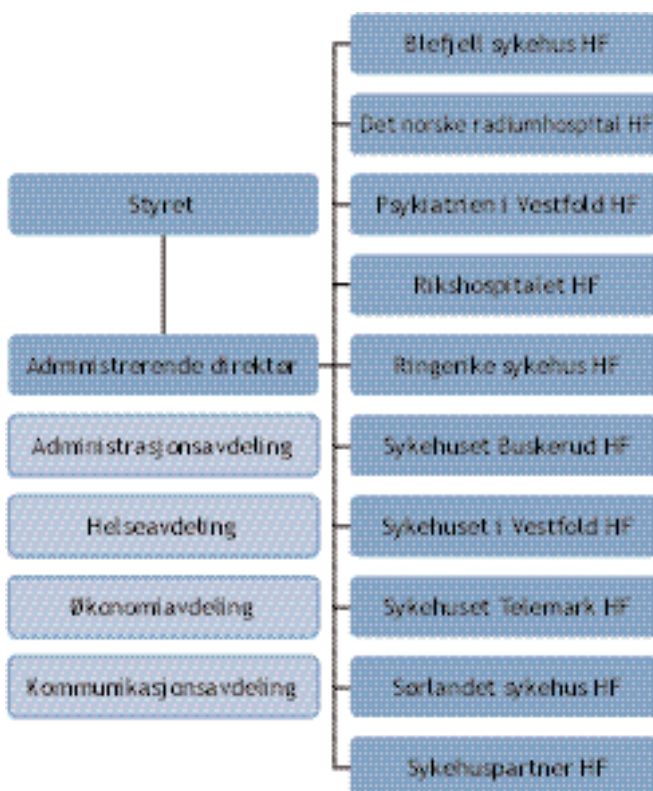 Styret
Administrerende direktør
Administrasjonsavdeling
Helseavdeling
Økonomiavdeling
Kommunikasjonsavdeling
Blefjell sykehus HF
Det norske radiumhospital HF
Psykiatrien i Vestfold HF
Rikshospitalet HF
Ringerike sykehus HF
Sykehuset Buskerud HF
Sykehuset i Vestfold HF
Sykehuset Telemark HF
Sørlandet sykehus HF
Sykehuspartner HF